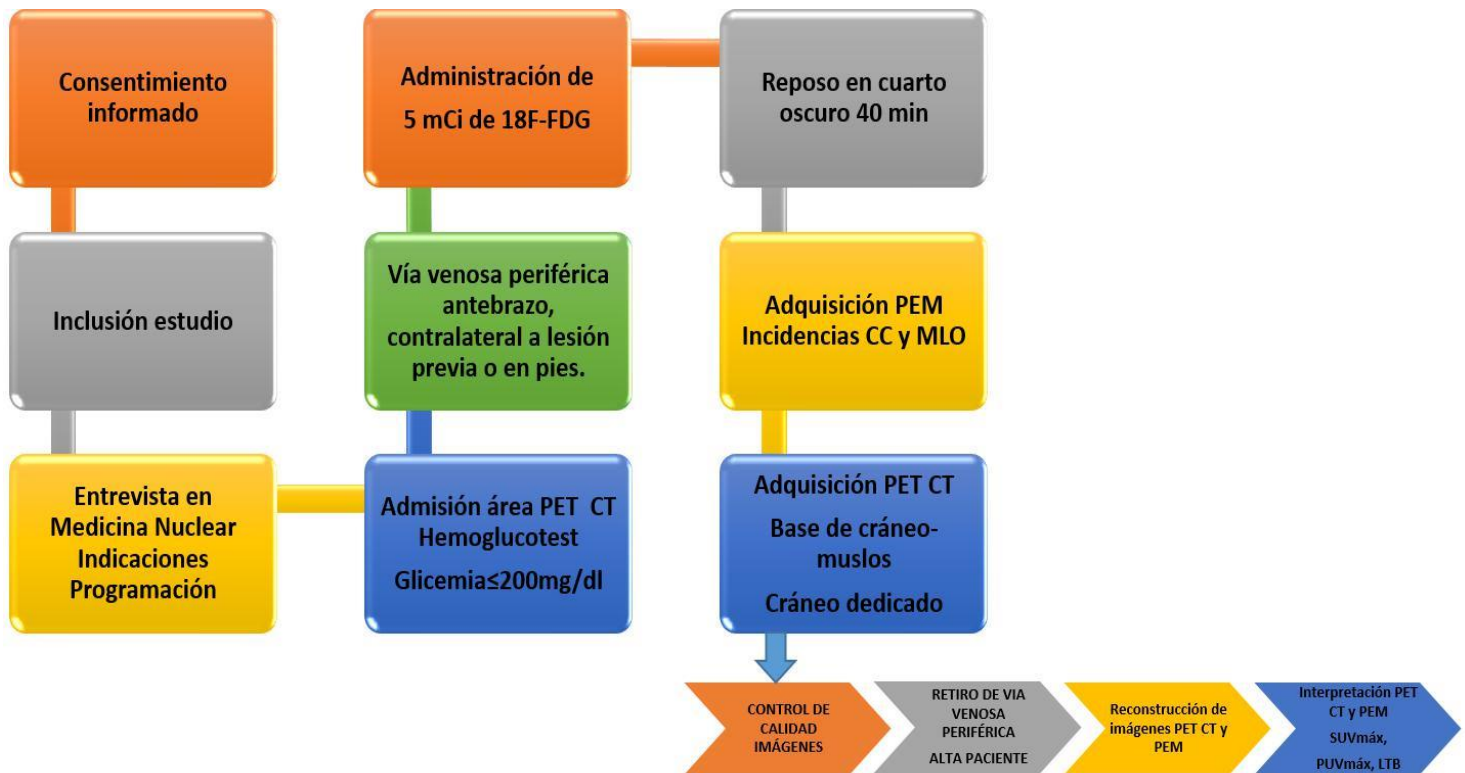 Consentimiento
informado
Inclusión estudio
Entrevista en
Medicina Nuclear
Indicaciones
Programación
Admisión área PET CT
Hemoglucotest
Glicemia≤200mg/dl
Vía venosa periférica
antebrazo,
contralateral a lesión
previa o en pies.
Administración de
5 mCi de 18F-FDG
Reposo en cuarto
oscuro 40 min
Adquisición PEM
Incidencias CC y MLO
Adquisición PET CT
Base de cráneo-
muslos
Cráneo dedicado
CONTROL DE
CALIDAD
IMÁGENES
RETIRO DE VIA
VENOSA
PERIFÉRICA
ALTA PACIENTE
Reconstrucción de
imágenes PET CT y
PEM
Interpretación PET
CT y PEM
SUVmáx,
PUVmáx, LTB